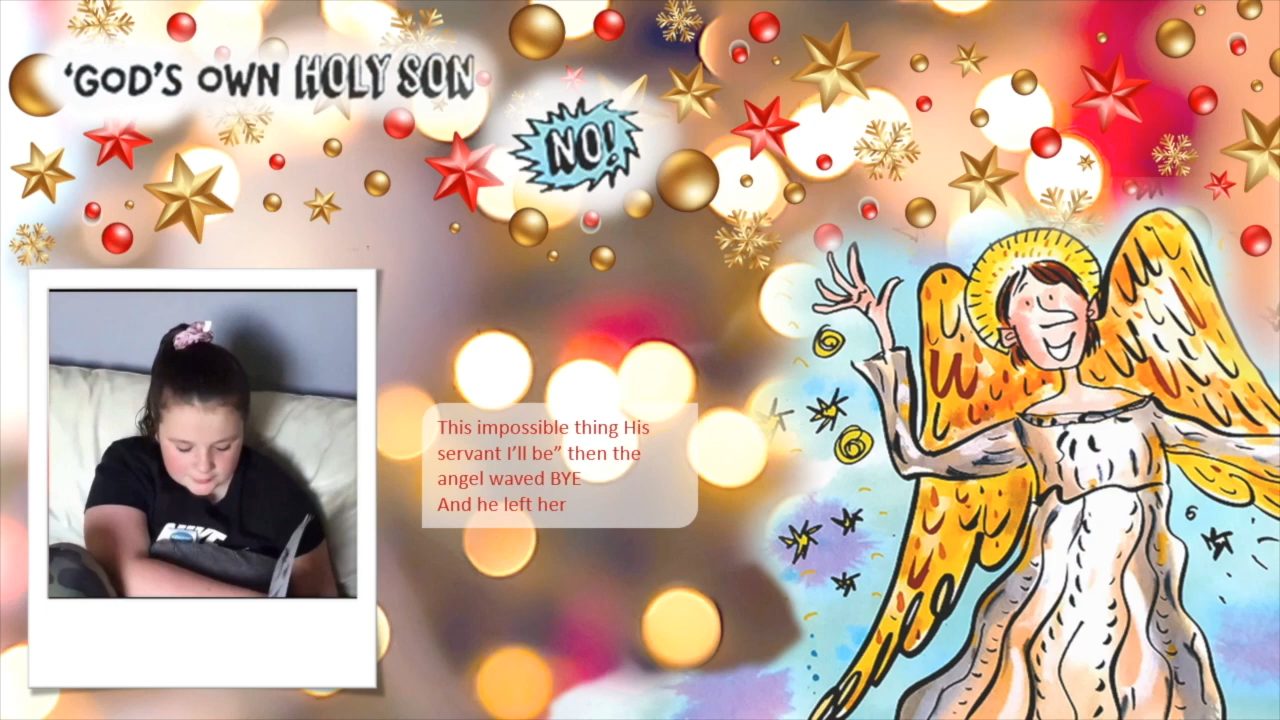 ‘GOD'S OWN HOLY SON
NO!
This impossible thing His
servant I’ll be” then the
angel waved BYE
And he left her